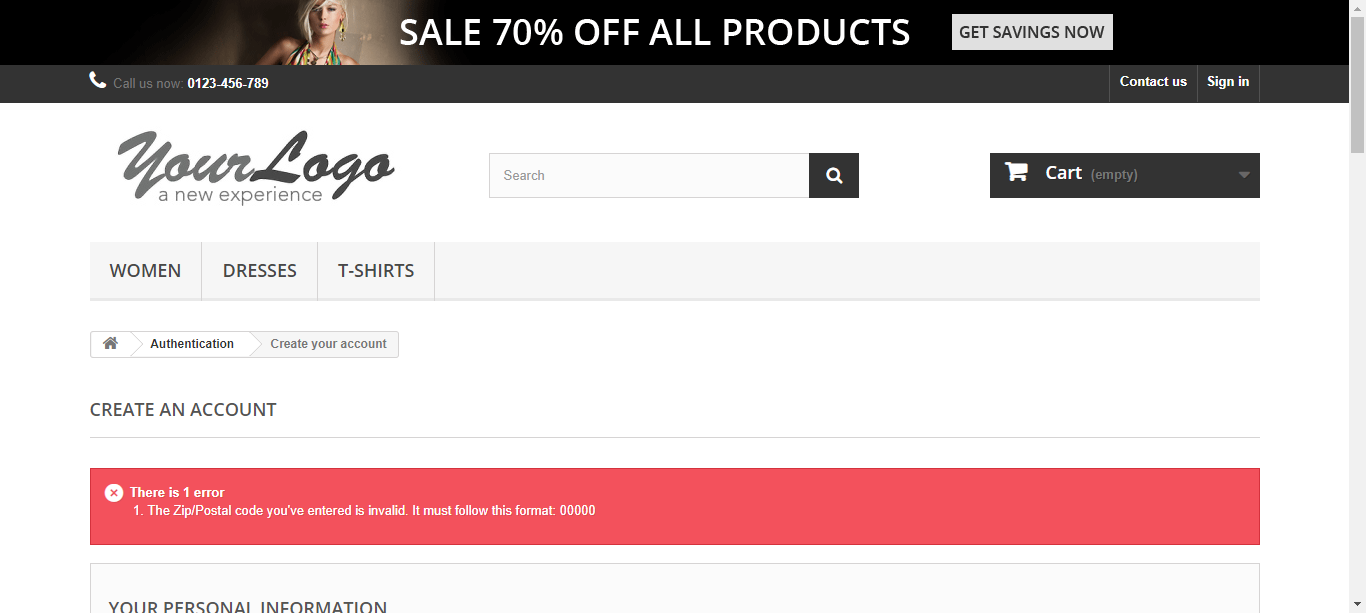 SALE 70% OFF ALL PRODUCTS GET SAVINGS NOW
Call us now: 0123-456-789 Contact us Sign in
YourLogo
a new experience
Search
Cart (empty)
WOMEN DRESSES T-SHIRTS
Authentication Create your account
CREATE AN ACCOUNT
There is 1 error
1. The Zip/Postal code you've entered is invalid. It must follow this format: 00000
YOUR PERSONAL INFORMATION